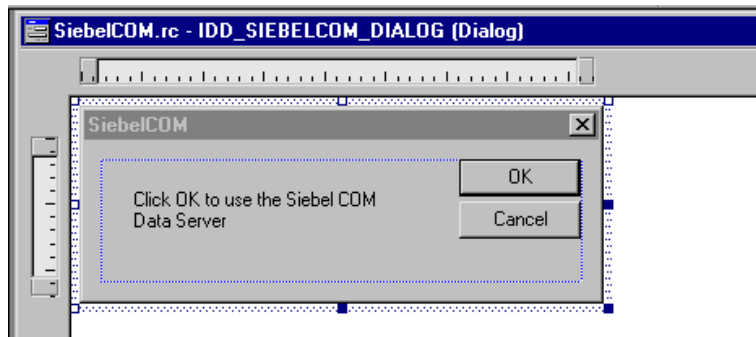 SiebelCOM.rc - IDD_SIEBELCOM_DIALOG (Dialog)
SiebelCOM
OK
Click OK to use the Siebel COM
Data Server
Cancel